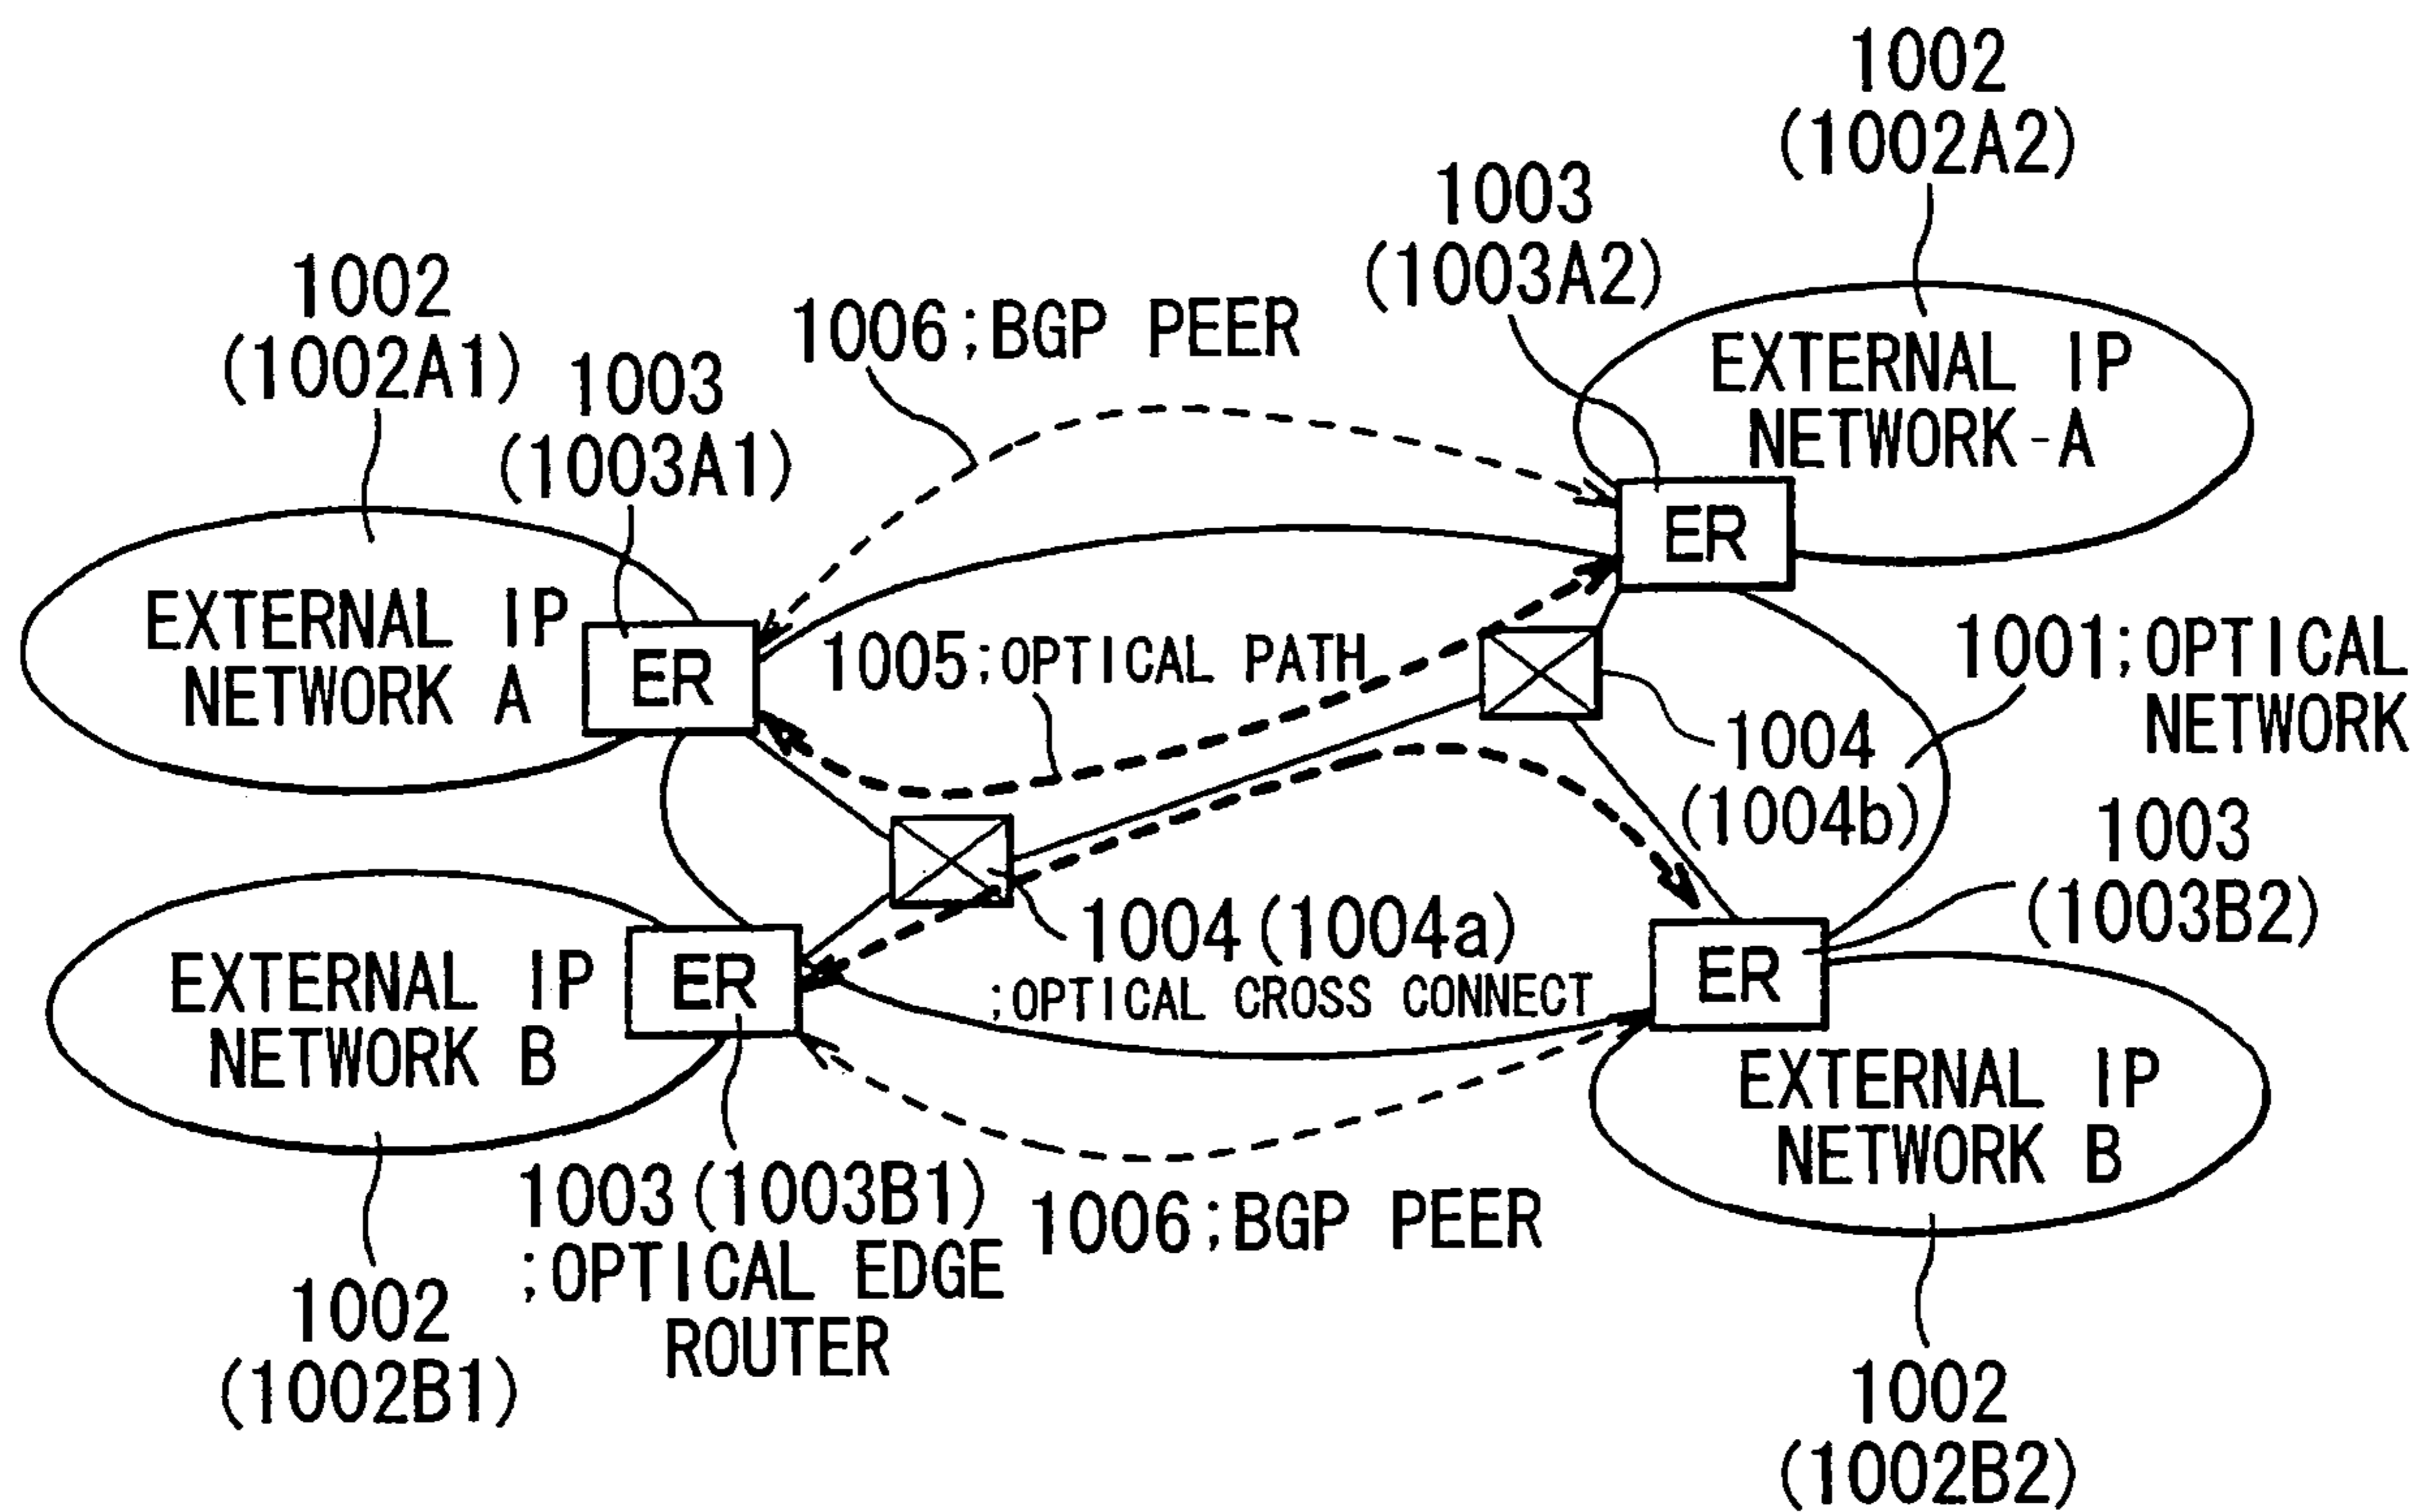 1002
(1002A2)
1003
(1003A2)
1002
(1002A1)
1006;BGP PEER
1003
(1003A1)
EXTERNAL IP
NETWORK-A
ER
EXTERNAL IP
NETWORK A
ER
1005;OPTICAL PATH
1001;OPTICAL
NETWORK
1004
(1004b)
1003
(1003B2)
1004(1004a)
;OPTICAL CROSS CONNECT
EXTERNAL IP
NETWORK B
ER
ER
EXTERNAL IP
NETWORK B
1003(1003B1)
;OPTICAL EDGE
ROUTER
1006;BGP PEER
1002
(1002B1)
1002
(1002B2)